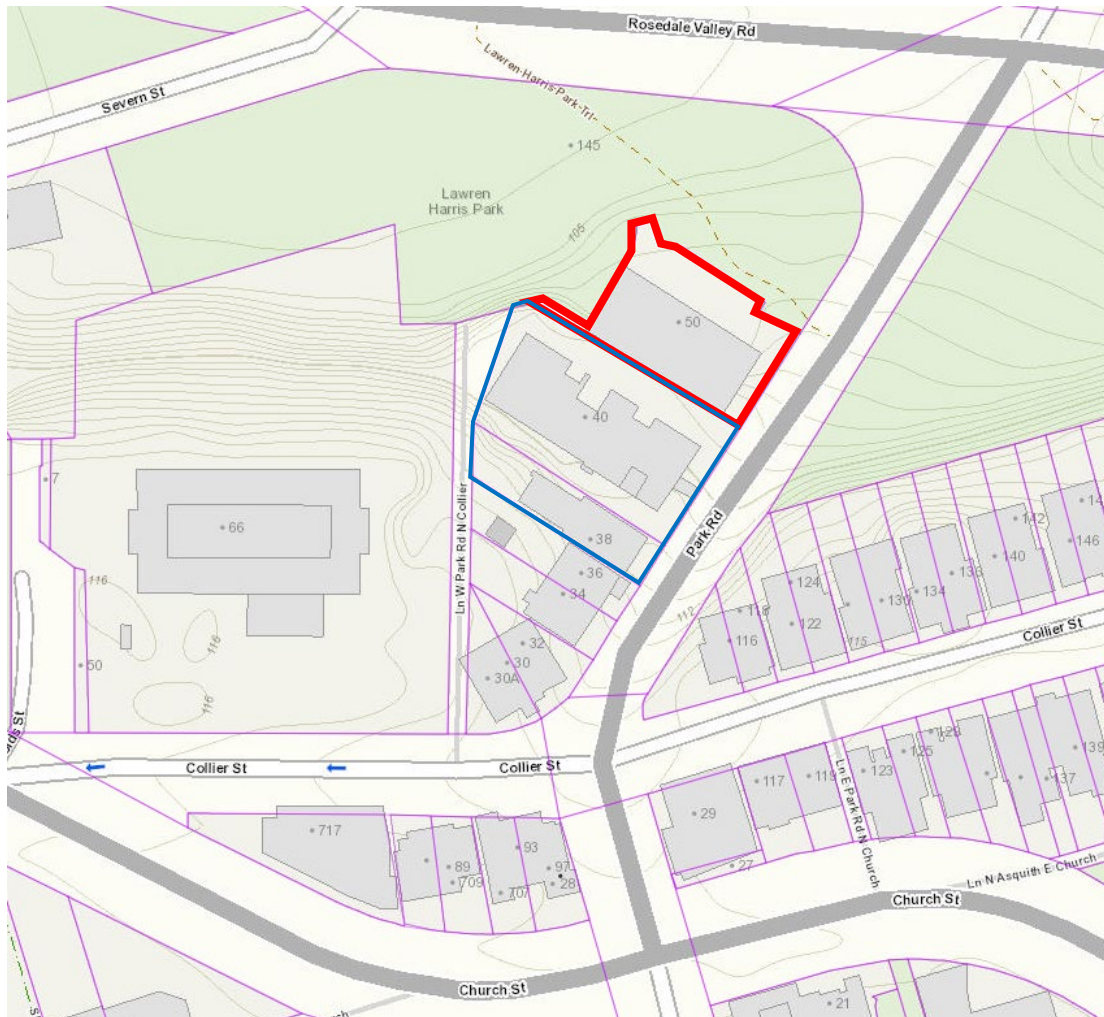 Rosedale Valley Rd
Severn St
Lawren-Harris-Park-Trl
145
Lawren
Harris Park
105
50
40
7
66
Ln W Park Rd N Collier
38
36
34
Park Rd
32
30
30A
116
116
116
50
112
118
116
124
122
130
134
136
140
142
146
115
Collier St
Collier St
Collier St
717
89
709
93
707
97
28
29
27
117
119
123
125
128
137
139
Ln E Park Rd N Church
Ln N Asquith E Church
Church St
Church St
21